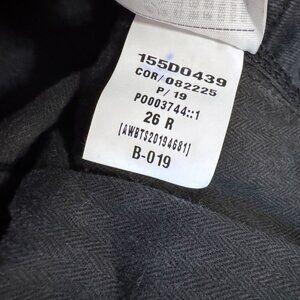 155D0439
COR/082225
P/19
P0003744::1
26 R
[AWBTS20194681]
B-019